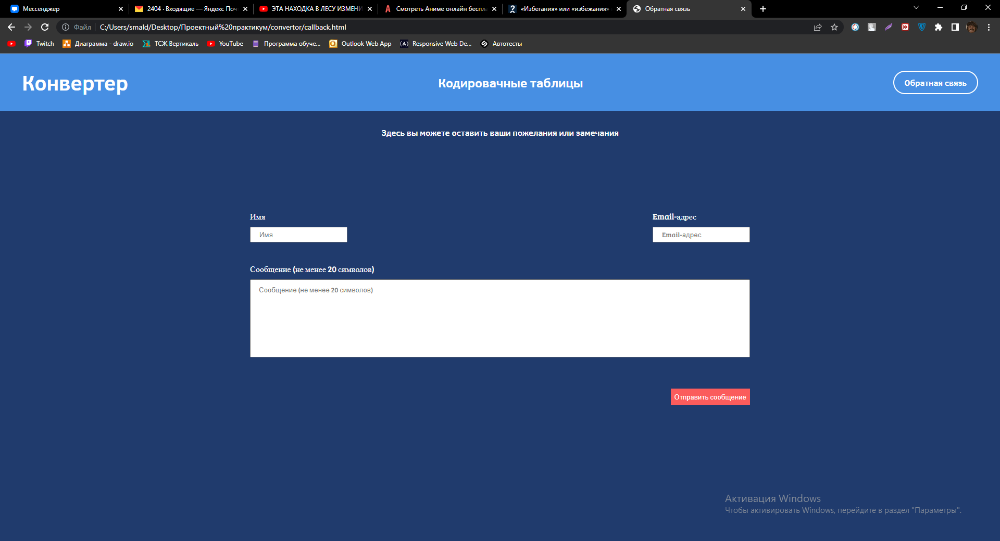 Мессенджер
2404 · Входящие — Яндекс Поч
ЭТА НАХОДКА В ЛЕСУ ИЗМЕНИ
Смотреть Аниме онлайн беспла
«Избегания» или «избежания»
Обратная связь
Файл
C:/Users/smald/Desktop/Проектный%20практикум/convertor/callback.html
Twitch
Диаграмма - draw.io
ТСЖ Вертикаль
YouTube
Программа обуче...
Outlook Web App
Responsive Web De...
Автотесты
Конвертер
Кодировачные таблицы
Обратная связь
Здесь вы можете оставить ваши пожелания или замечания
Имя
Email-адрес
Имя
Email-адрес
Сообщение (не менее 20 символов)
Сообщение (не менее 20 символов)
Отправить сообщение
Активация Windows
Чтобы активировать Windows, перейдите в раздел "Параметры".